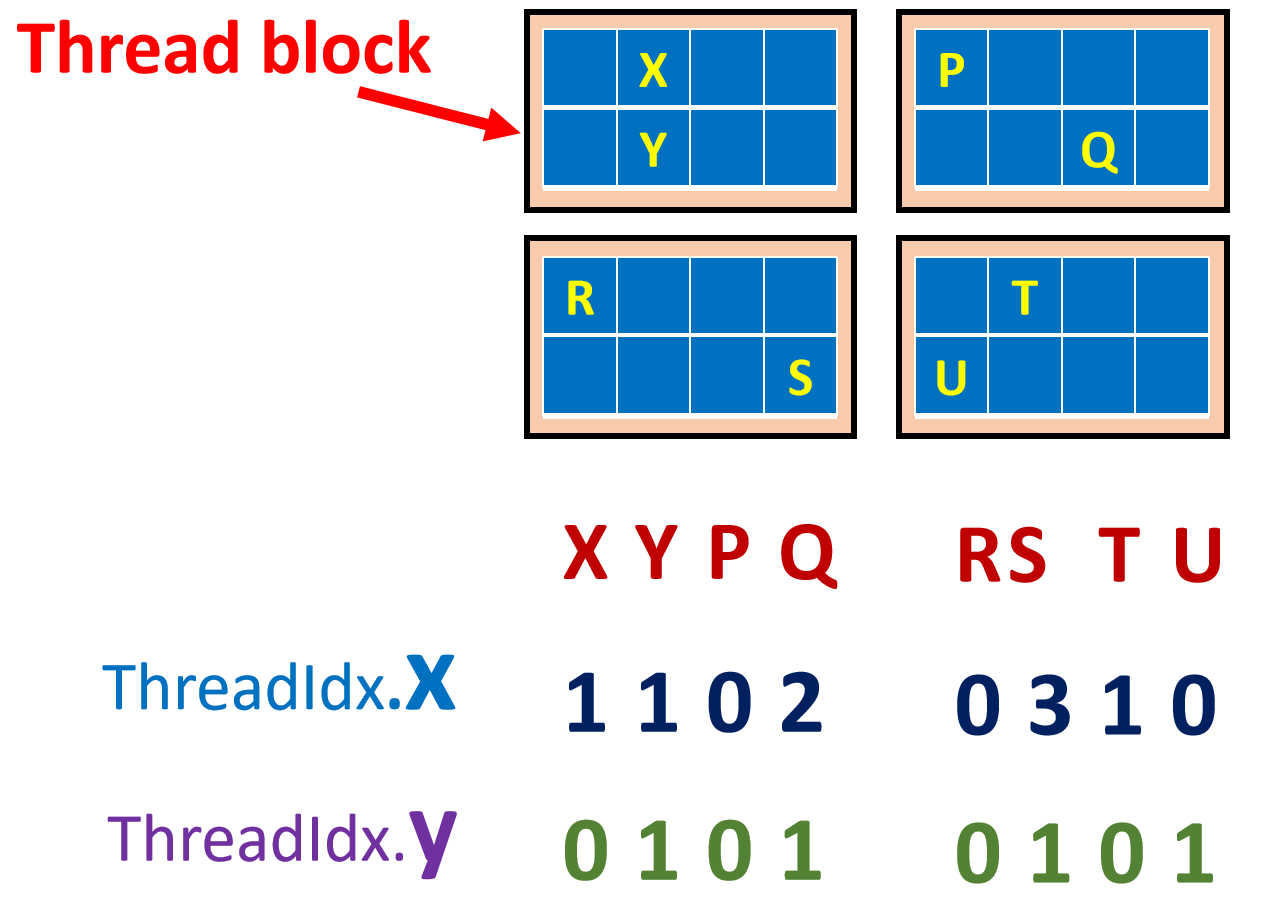 Thread block
X
P
Y
Q
R
T
S
U
X Y P Q R S T U
ThreadIdx.x 1 1 0 2 0 3 1 0
ThreadIdx.y 0 1 0 1 0 1 0 1